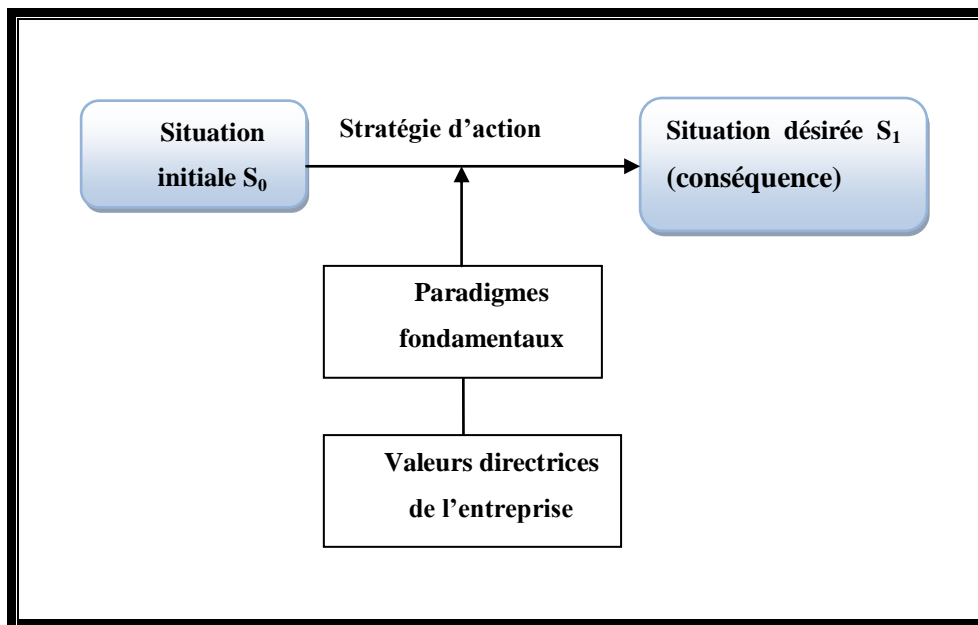 Situation
initiale S₀
Stratégie d’action
Situation désirée S₁
(conséquence)
Paradigmes
fondamentaux
Valeurs directrices
de l’entreprise